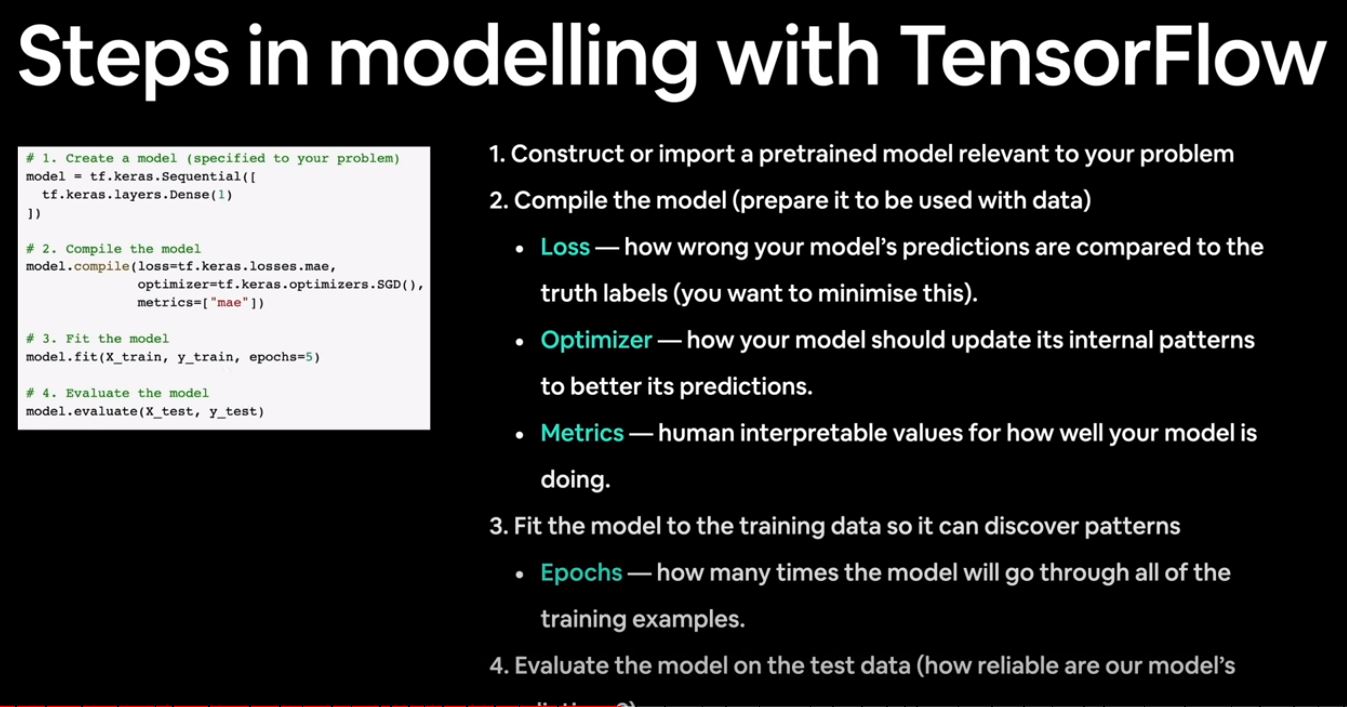 Steps in modelling with TensorFlow
# 1. Create a model (specified to your problem)
model = tf.keras.Sequential([
  tf.keras.layers.Dense(1)
])
# 2. Compile the model
model.compile(loss=tf.keras.losses.mae,
              optimizer=tf.keras.optimizers.SGD(),
              metrics=["mae"])
# 3. Fit the model
model.fit(X_train, y_train, epochs=5)
# 4. Evaluate the model
model.evaluate(X_test, y_test)
1. Construct or import a pretrained model relevant to your problem
2. Compile the model (prepare it to be used with data)
• Loss — how wrong your model’s predictions are compared to the
truth labels (you want to minimise this).
• Optimizer — how your model should update its internal patterns
to better its predictions.
• Metrics — human interpretable values for how well your model is
doing.
3. Fit the model to the training data so it can discover patterns
• Epochs — how many times the model will go through all of the
training examples.
4. Evaluate the model on the test data (how reliable are our model’s